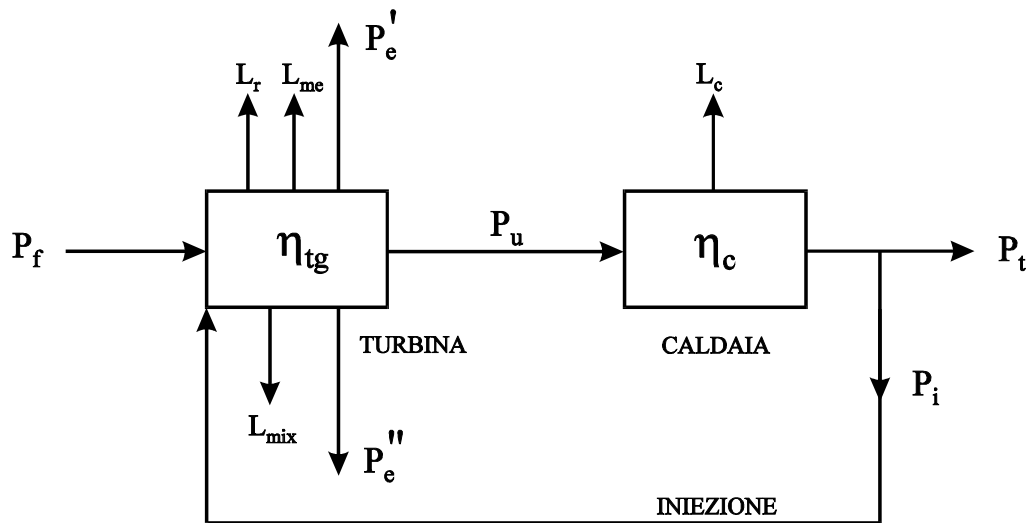 P_e'
L_r
L_me
L_c
P_f
η_tg
P_u
η_c
P_t
TURBINA
CALDAIA
P_i
L_mix
P_e''
INIEZIONE